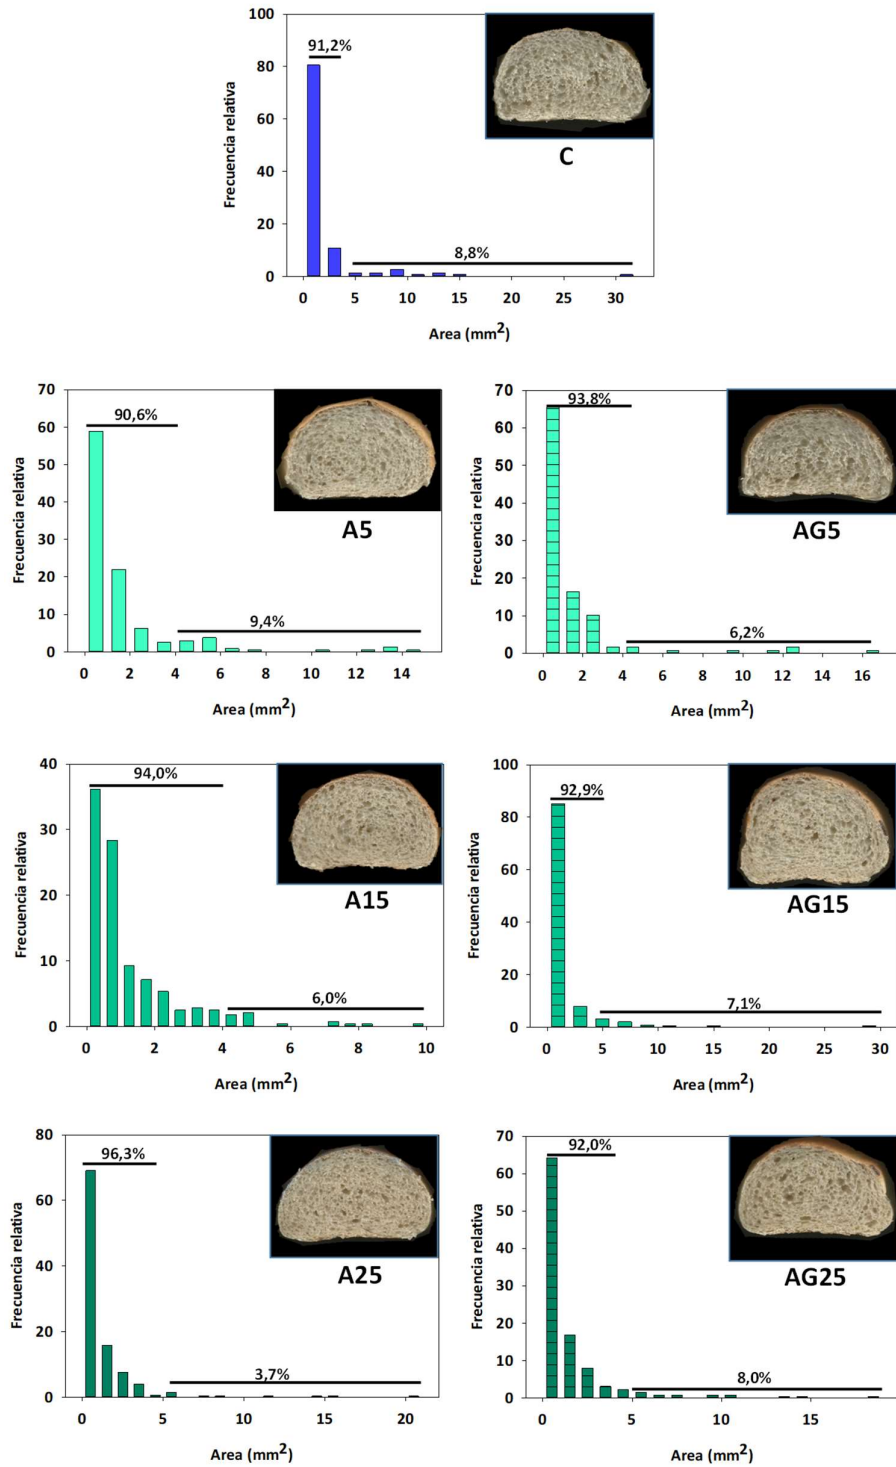 100
91,2%
80
60
40
20
0
Frecuencia relativa
C
8,8%
0 5 10 15 20 25 30
Area (mm2)
70
90,6%
60
50
40
30
20
10
0
Frecuencia relativa
A5
9,4%
0 2 4 6 8 10 12 14
Area (mm2)
70
93,8%
60
50
40
30
20
10
0
Frecuencia relativa
AG5
6,2%
0 2 4 6 8 10 12 14 16
Area (mm2)
40
94,0%
30
20
10
0
Frecuencia relativa
A15
6,0%
0 2 4 6 8 10
Area (mm2)
100
92,9%
80
60
40
20
0
Frecuencia relativa
AG15
7,1%
0 5 10 15 20 25 30
Area (mm2)
80
96,3%
60
40
20
0
Frecuencia relativa
A25
3,7%
0 5 10 15 20
Area (mm2)
70
92,0%
60
50
40
30
20
10
0
Frecuencia relativa
AG25
8,0%
0 5 10 15
Area (mm2)